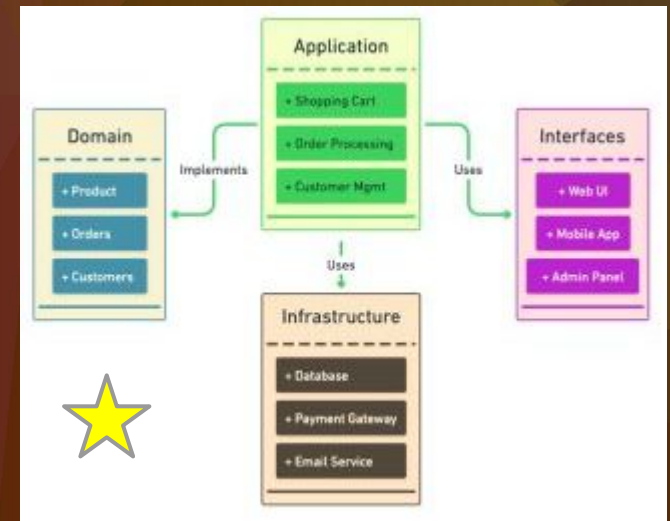 Application
+ Shopping Cart
+ Order Processing
+ Customer Mgmt
Domain
+ Product
+ Orders
+ Customers
Implements
Uses
Interfaces
+ Web UI
+ Mobile App
+ Admin Panel
Uses
Infrastructure
+ Database
+ Payment Gateway
+ Email Service